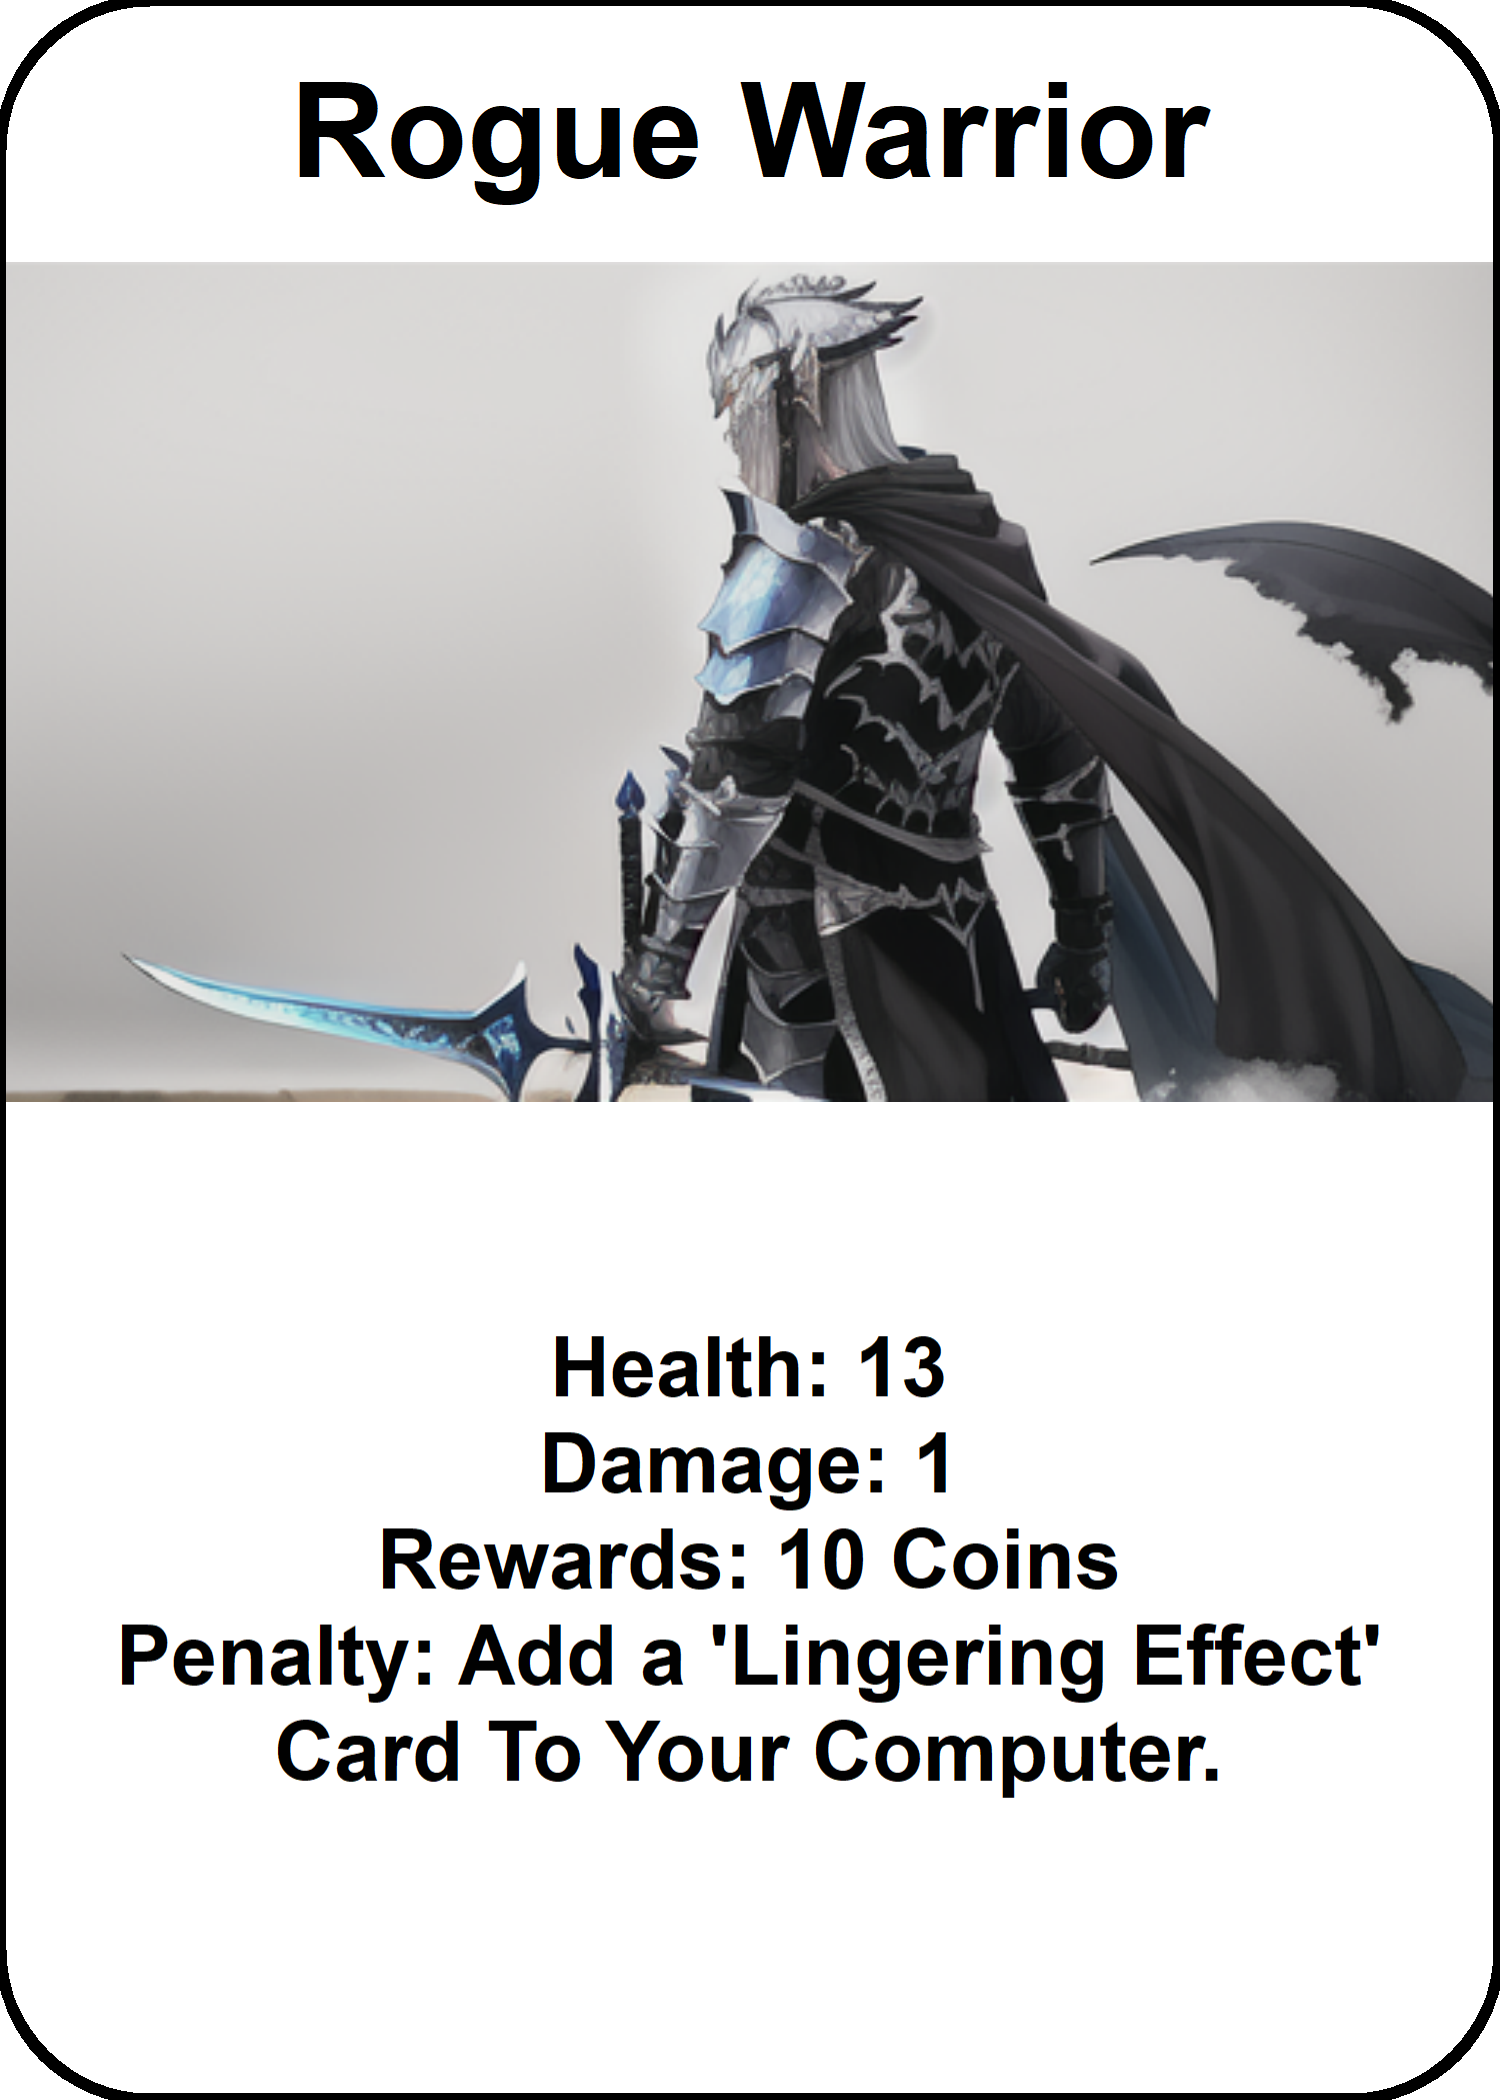 Rogue Warrior
Health: 13
Damage: 1
Rewards: 10 Coins
Penalty: Add a 'Lingering Effect'
Card To Your Computer.